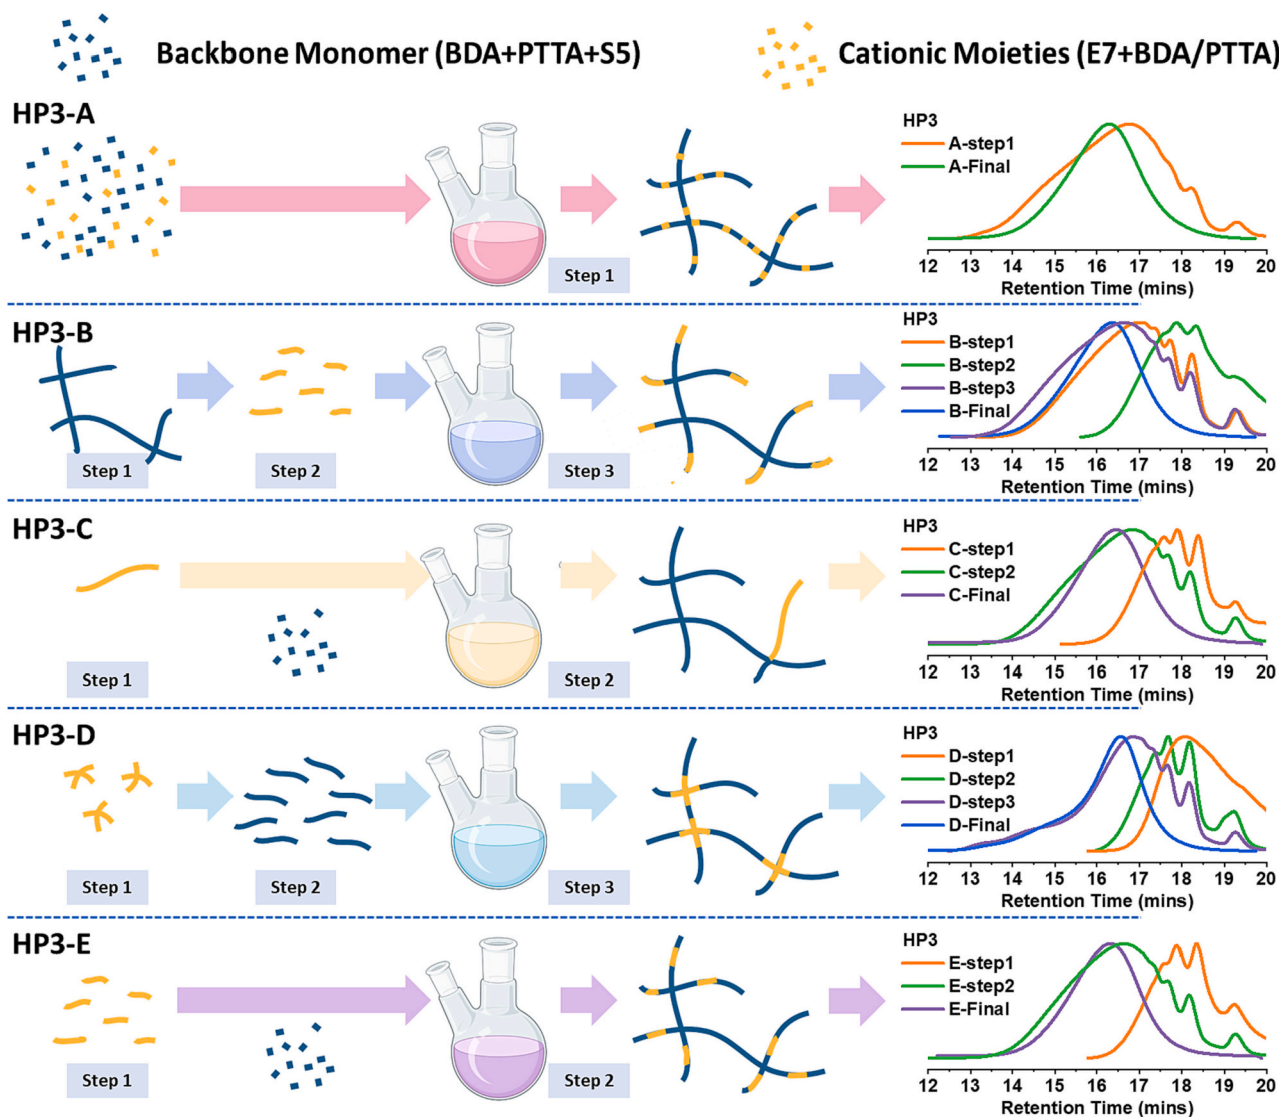 Backbone Monomer (BDA+PTTA+S5)
Cationic Moieties (E7+BDA/PTTA)
HP3-A
Step 1
HP3
A-step1
A-Final
12 13 14 15 16 17 18 19 20
Retention Time (mins)
HP3-B
Step 1
Step 2
Step 3
HP3
B-step1
B-step2
B-step3
B-Final
12 13 14 15 16 17 18 19 20
Retention Time (mins)
HP3-C
Step 1
Step 2
HP3
C-step1
C-step2
C-Final
12 13 14 15 16 17 18 19 20
Retention Time (mins)
HP3-D
Step 1
Step 2
Step 3
HP3
D-step1
D-step2
D-step3
D-Final
12 13 14 15 16 17 18 19 20
Retention Time (mins)
HP3-E
Step 1
Step 2
HP3
E-step1
E-step2
E-Final
12 13 14 15 16 17 18 19 20
Retention Time (mins)